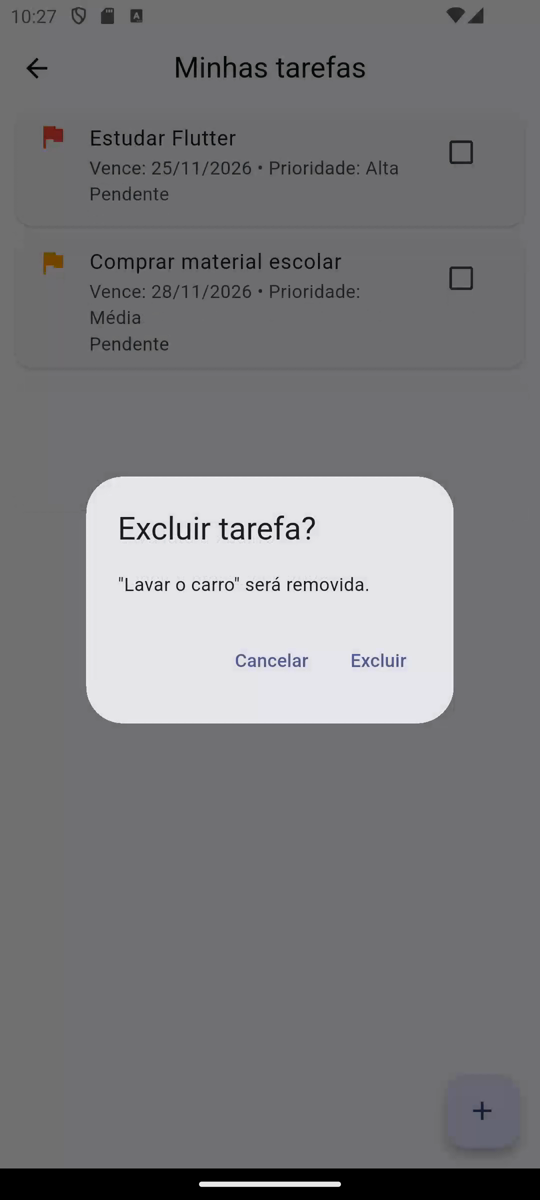 10:27
Minhas tarefas
Estudar Flutter
Vence: 25/11/2026 • Prioridade: Alta
Pendente
Comprar material escolar
Vence: 28/11/2026 • Prioridade:
Média
Pendente
Excluir tarefa?
"Lavar o carro" será removida.
Cancelar Excluir